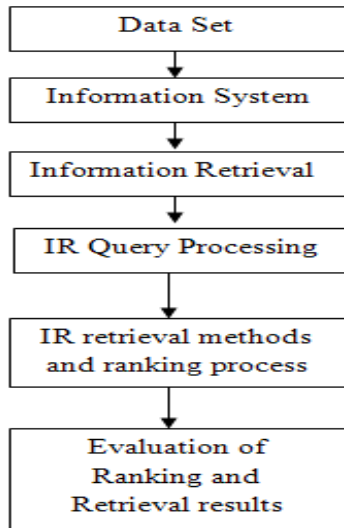 Data Set
Information System
Information Retrieval
IR Query Processing
IR retrieval methods
and ranking process
Evaluation of
Ranking and
Retrieval results